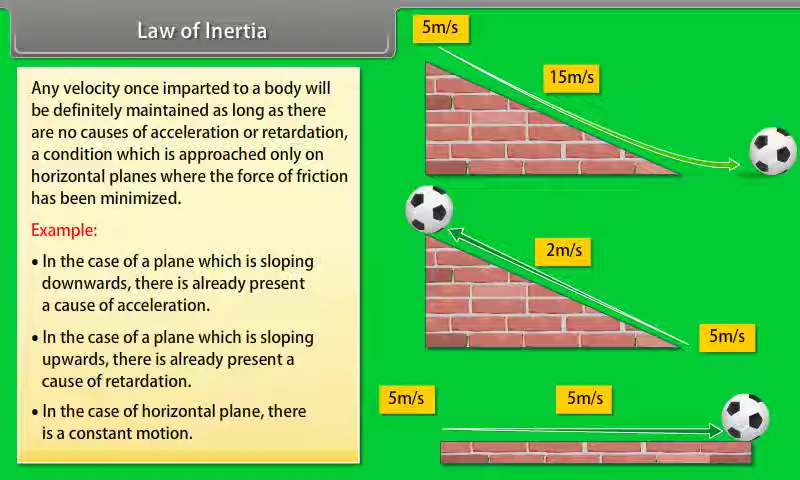 Law of Inertia
Any velocity once imparted to a body will
be definitely maintained as long as there
are no causes of acceleration or retardation,
a condition which is approached only on
horizontal planes where the force of friction
has been minimized.
Example:
• In the case of a plane which is sloping
downwards, there is already present
a cause of acceleration.
• In the case of a plane which is sloping
upwards, there is already present a
cause of retardation.
• In the case of horizontal plane, there
is a constant motion.
5m/s
15m/s
2m/s
5m/s
5m/s
5m/s